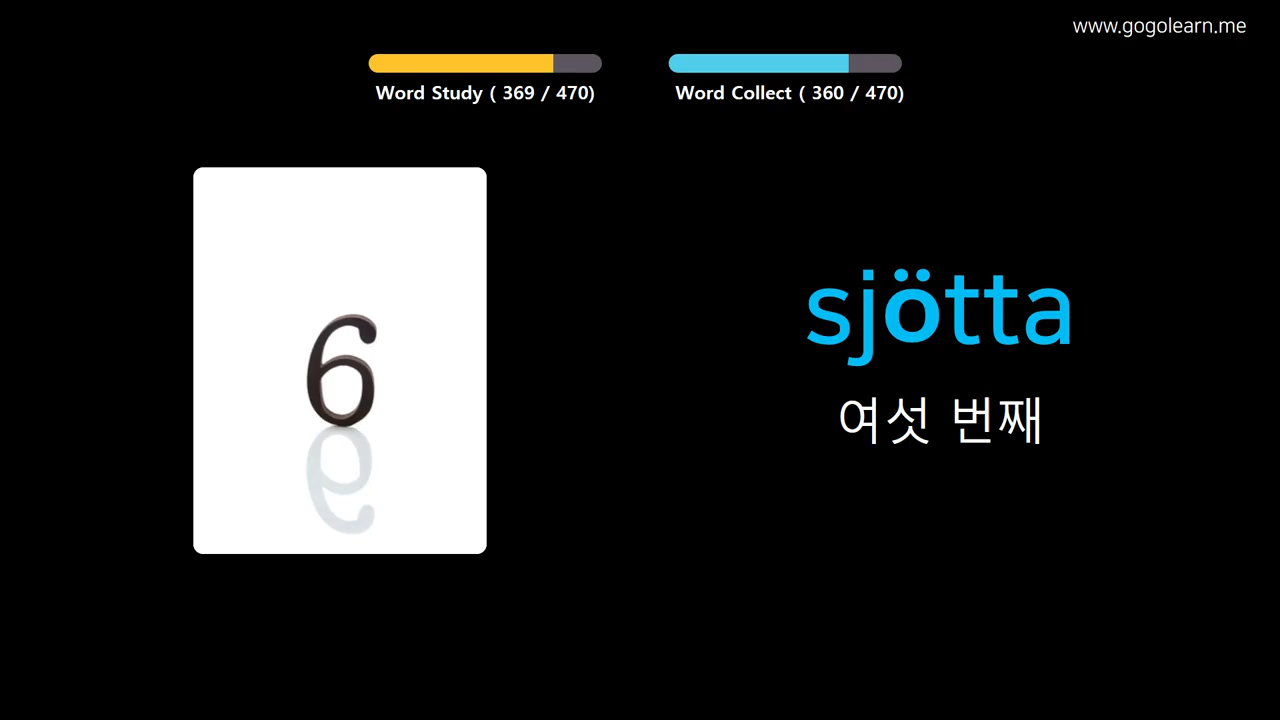 www.gogolearn.me
Word Study ( 369 / 470)
Word Collect ( 360 / 470)
6
sjötta
여섯 번째